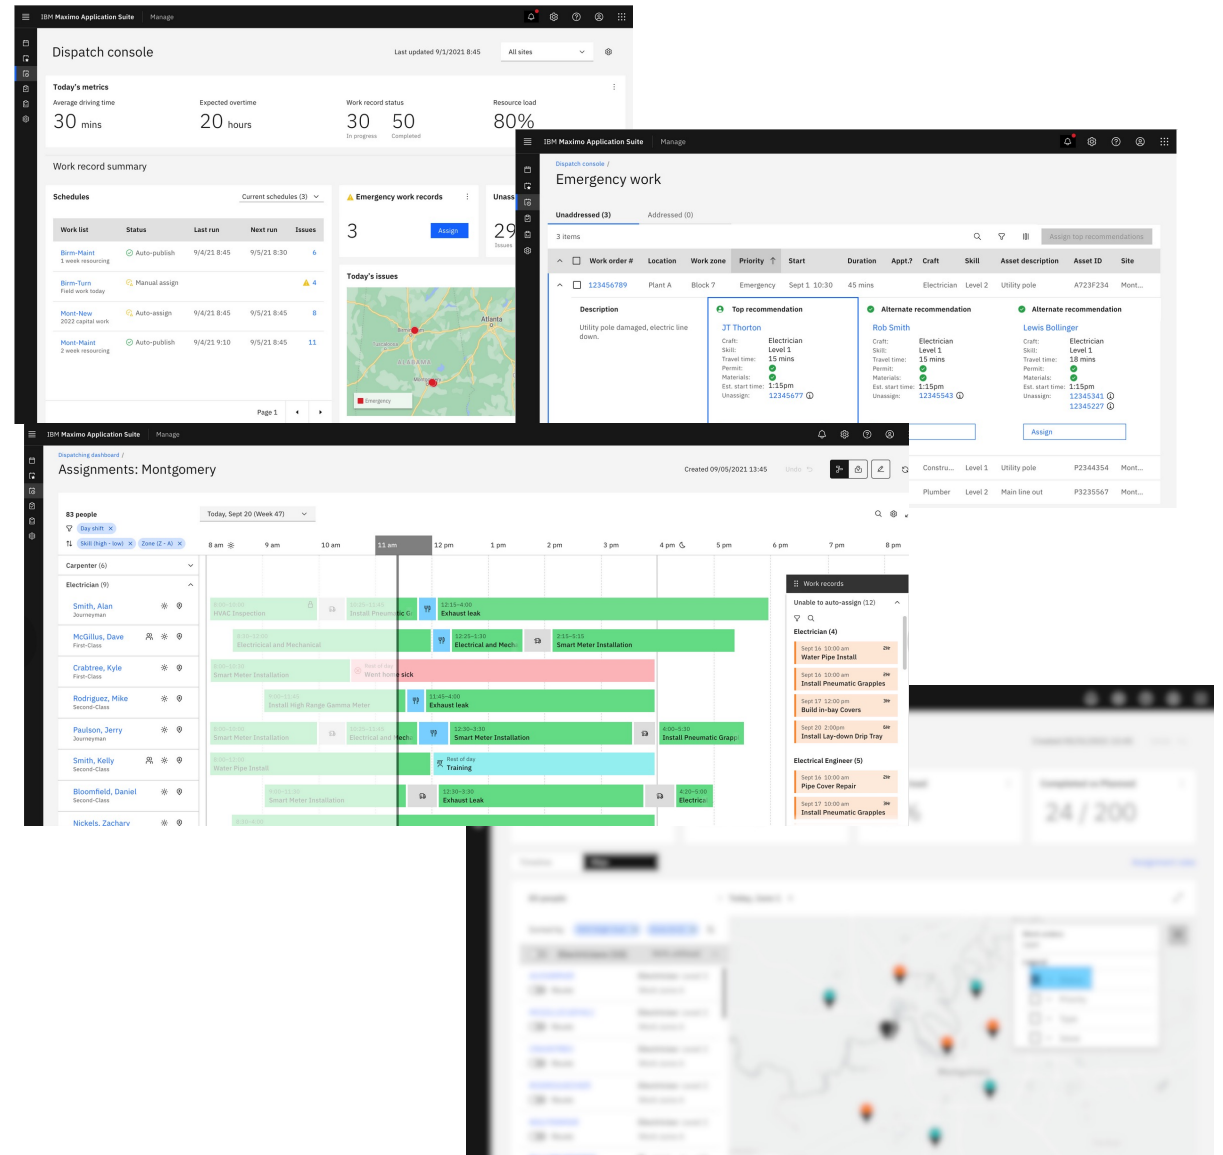 IBM Maximo Application Suite Manage
Dispatch console
Last updated 9/1/2021 8:45
All sites
Today's metrics
Average driving time
30 mins
Expected overtime
20 hours
Work record status
30 50
In progress Completed
Resource load
80%
Work record summary
Schedules
Current schedules (3)
Work list Status Last run Next run Issues
Birm-Maint Auto-publish 9/4/21 8:45 9/5/21 8:30 6
1 week resourcing
Birm-Turn Manual assign 4
Field work today
Mont-New Auto-assign 9/4/21 8:45 9/5/21 8:45 8
2022 capital work
Mont-Maint Auto-publish 9/4/21 9:10 9/5/21 8:45 11
2 week resourcing
Page 1
Emergency work records
3
Assign
Unass
29
Issues
Today's issues
Atlanta
ALABAMA
Emergency
IBM Maximo Application Suite Manage
Dispatch console /
Emergency work
Unaddressed (3) Addressed (0)
3 items
Assign top recommendations
Work order # Location Work zone Priority Start Duration Appt.? Craft Skill Asset description Asset ID Site
123456789 Plant A Block 7 Emergency Sept 1 10:30 45 mins Electrician Level 2 Utility pole A723F234 Mont...
Description
Utility pole damaged, electric line
down.
Top recommendation
JT Thorton
Craft: Electrician
Skill: Level 1
Travel time: 15 mins
Permit:
Materials:
Est. start time: 1:15pm
Unassign: 12345677
Alternate recommendation
Rob Smith
Craft: Electrician
Skill: Level 1
Travel time: 15 mins
Permit:
Materials:
Est. start time: 1:15pm
Unassign: 12345543
Alternate recommendation
Lewis Bollinger
Craft: Electrician
Skill: Level 1
Travel time: 18 mins
Permit:
Materials:
Est. start time: 1:15pm
Unassign: 12345341
12345227
Assign
Constru... Level 1 Utility pole P2344354 Mont...
Plumber Level 2 Main line out P3235567 Mont...
IBM Maximo Application Suite Manage
Dispatching dashboard /
Assignments: Montgomery
Created 09/05/2021 13:45
Undo
83 people
Day shift ×
Skill (high - low) × Zone (Z - A) ×
Today, Sept 20 (Week 47)
8 am 9 am 10 am 11 am 12 pm 1 pm 2 pm 3 pm 4 pm 5 pm 6 pm 7 pm 8 pm
Carpenter (6)
Electrician (9)
Smith, Alan
Journeyman
HVAC Inspection
Install Pneumatic G
12:15–4:00
Exhaust leak
McGillus, Dave
First-Class
Electricical and Mechanical
12:25–1:30
Electrical and Mech
2:15–5:15
Smart Meter Installation
Crabtree, Kyle
First-Class
Smart Meter Installation
Rest of day
Went home sick
Rodriguez, Mike
Second-Class
Install High Range Gamma Meter
11:45–4:00
Exhaust leak
Paulson, Jerry
Journeyman
Smart Meter Installation
Electrical and Mecha
12:30–3:30
Smart Meter Installation
4:00–5:30
Install Pneumatic Grapp
Smith, Kelly
Second-Class
Water Pipe Install
Rest of day
Training
Bloomfield, Daniel
Second-Class
Smart Meter Installation
12:30–3:30
Exhaust Leak
4:20–5:00
Electrica
Nickels, Zachary
Work records
Unable to auto-assign (12)
Electrician (4)
Sept 16 10:00 am
Water Pipe Install
Sept 16 10:00 am
Install Pneumatic Grapples
Sept 17 12:00 pm
Build in-bay Covers
Sept 20 2:00pm
Install Lay-down Drip Tray
Electrical Engineer (5)
Sept 16 10:00 am
Pipe Cover Repair
Sept 17 10:00 am
Install Pneumatic Grapples
24 / 200